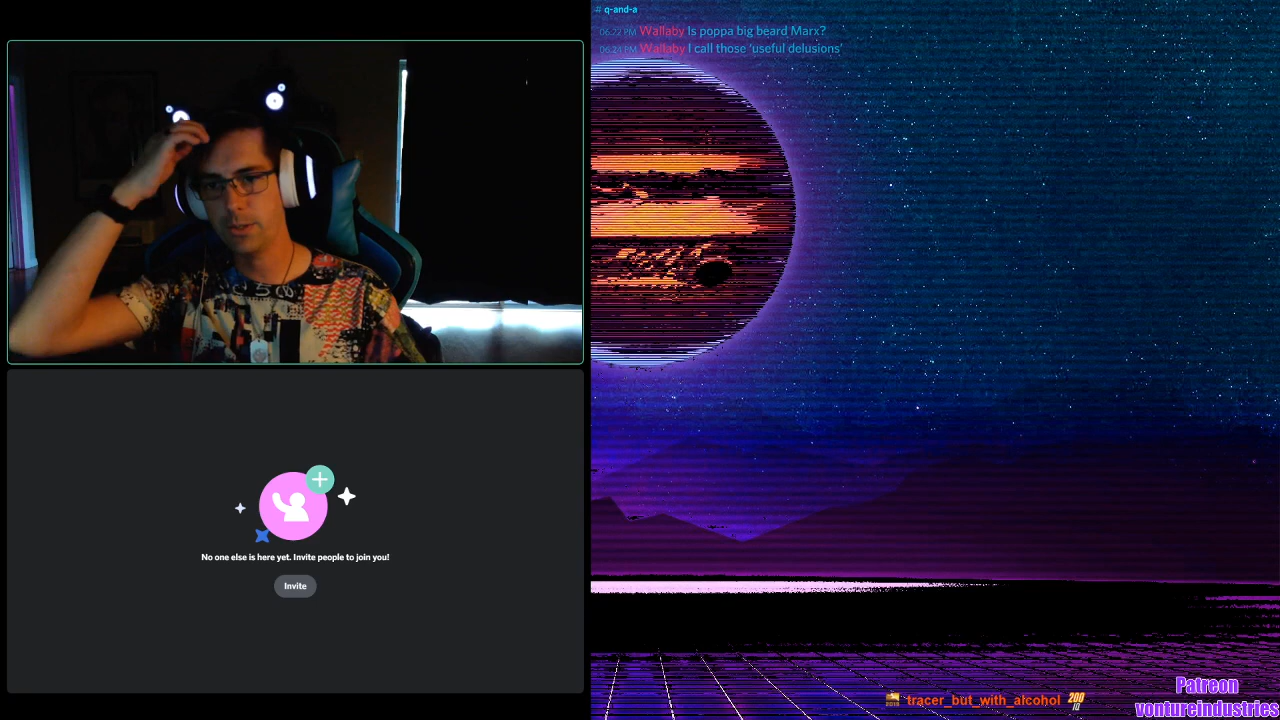 # q-and-a
06:22 PM Wallaby Is poppa big beard Marx?
06:24 PM Wallaby I call those 'useful delusions'
No one else is here yet. Invite people to join you!
Invite
tracer_but_with_alcohol
Patreon
vontureindustries